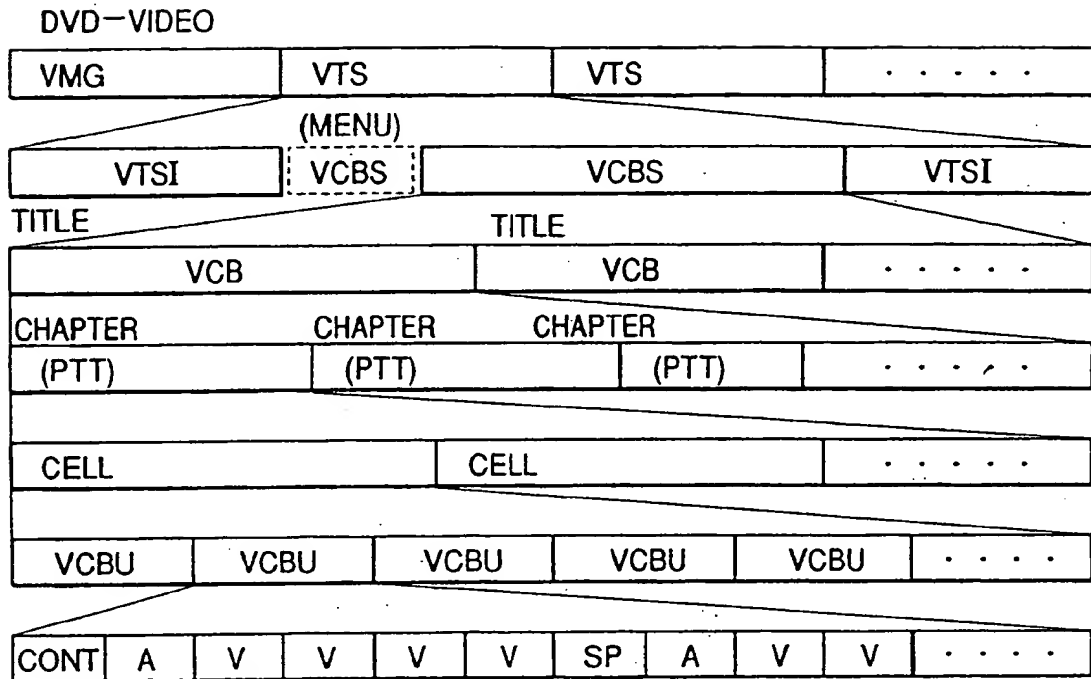 DVD-VIDEO
VMG VTS VTS . . . . .
(MENU)
VTSI VCBS VCBS VTSI
TITLE TITLE
VCB VCB . . . . .
CHAPTER CHAPTER CHAPTER
(PTT) (PTT) (PTT) . . . . .
CELL CELL . . . . .
VCBU VCBU VCBU VCBU VCBU . . . .
CONT A V V V V SP A V V . . . .